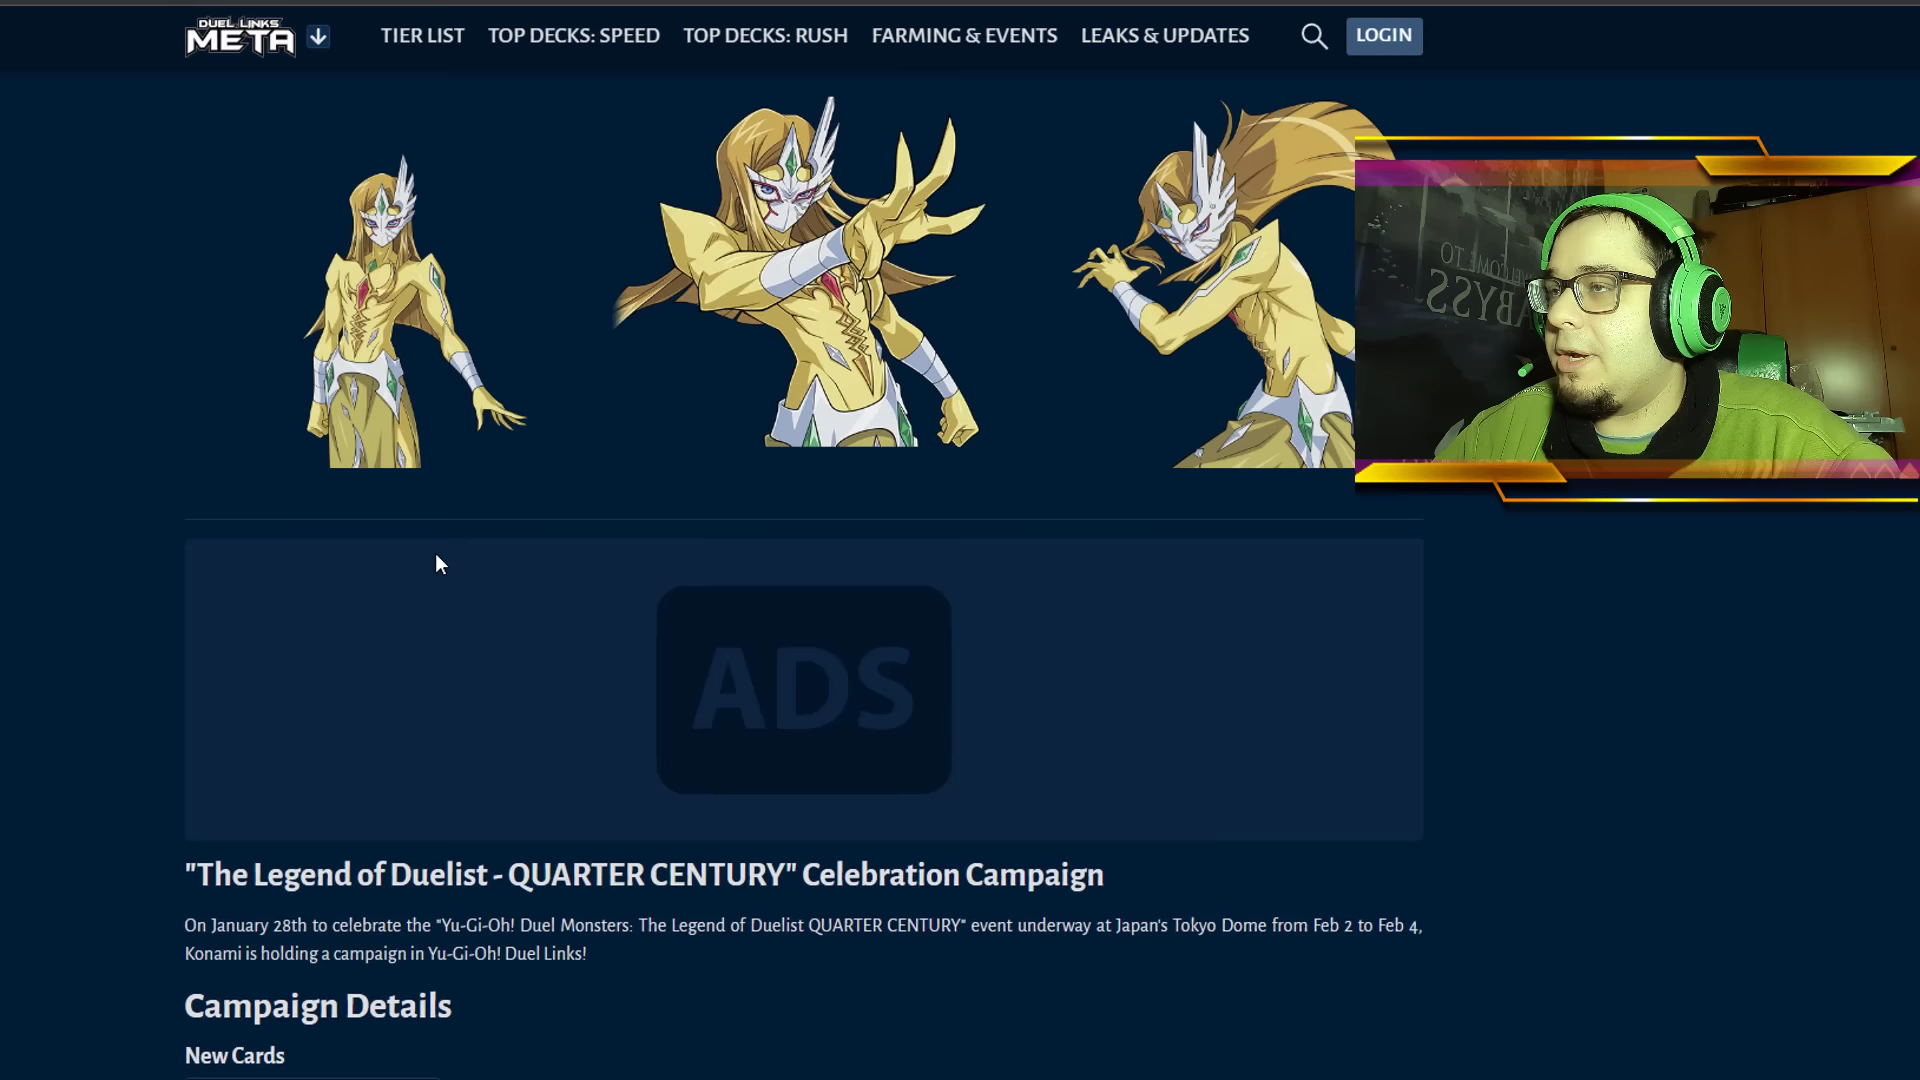 DUEL LINKS
META
TIER LIST TOP DECKS: SPEED TOP DECKS: RUSH FARMING & EVENTS LEAKS & UPDATES LOGIN
WELCOME TO
ABYSS
ADS
"The Legend of Duelist - QUARTER CENTURY" Celebration Campaign
On January 28th to celebrate the "Yu-Gi-Oh! Duel Monsters: The Legend of Duelist QUARTER CENTURY" event underway at Japan's Tokyo Dome from Feb 2 to Feb 4,
Konami is holding a campaign in Yu-Gi-Oh! Duel Links!
Campaign Details
New Cards